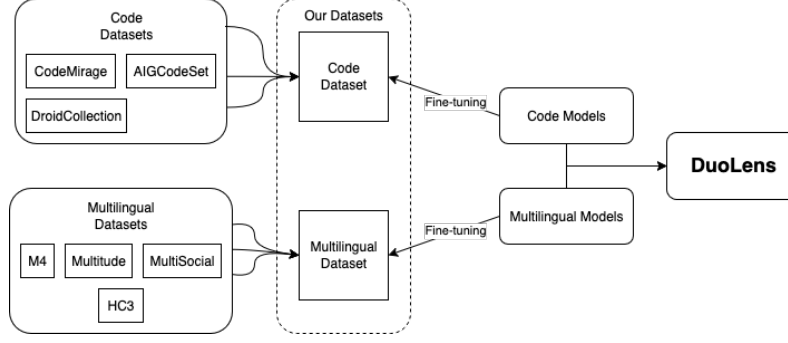 Code
Datasets
CodeMirage
AIGCodeSet
DroidCollection
Our Datasets
Code
Dataset
Fine-tuning
Code Models
DuoLens
Multilingual
Datasets
M4
Multitude
MultiSocial
HC3
Multilingual
Dataset
Fine-tuning
Multilingual Models